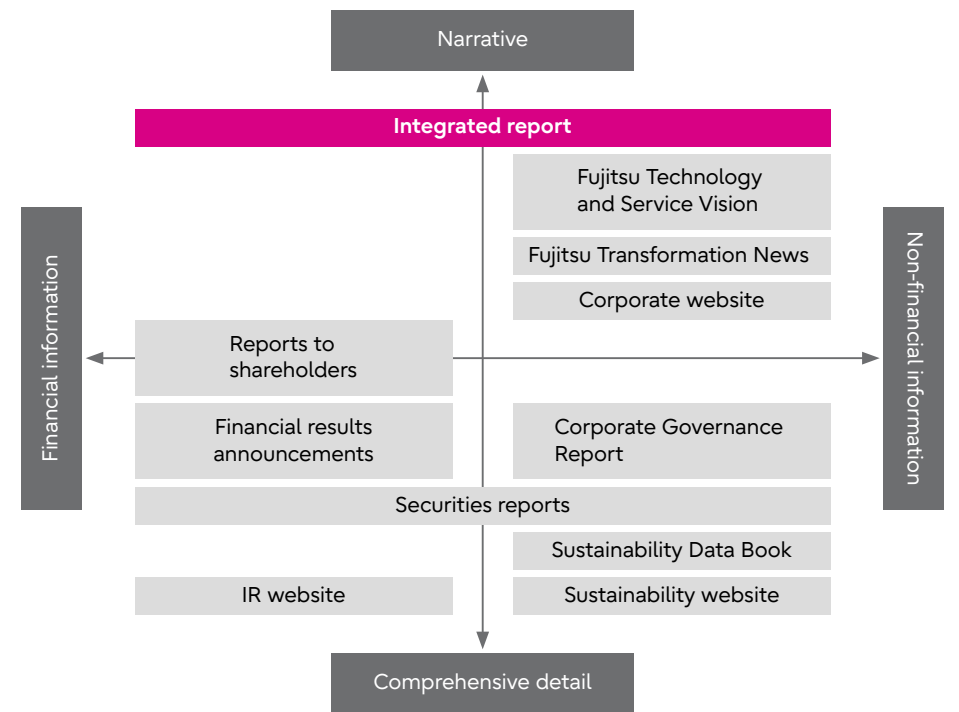 Narrative
Integrated report
Fujitsu Technology
and Service Vision
Fujitsu Transformation News
Corporate website
Financial information
Non-financial information
Reports to
shareholders
Financial results
announcements
Corporate Governance
Report
Securities reports
Sustainability Data Book
IR website
Sustainability website
Comprehensive detail